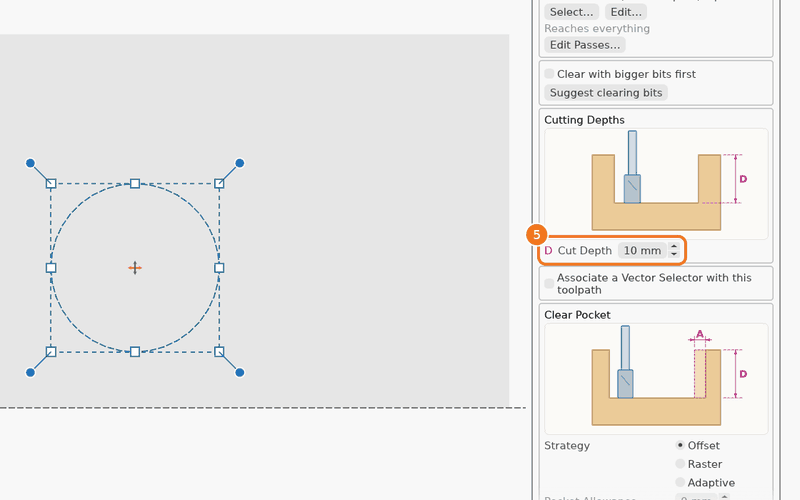 Select... Edit...
Reaches everything
Edit Passes...
Clear with bigger bits first
Suggest clearing bits
Cutting Depths
D
5
D Cut Depth 10 mm
Associate a Vector Selector with this
toolpath
Clear Pocket
A
D
Strategy Offset
Raster
Adaptive